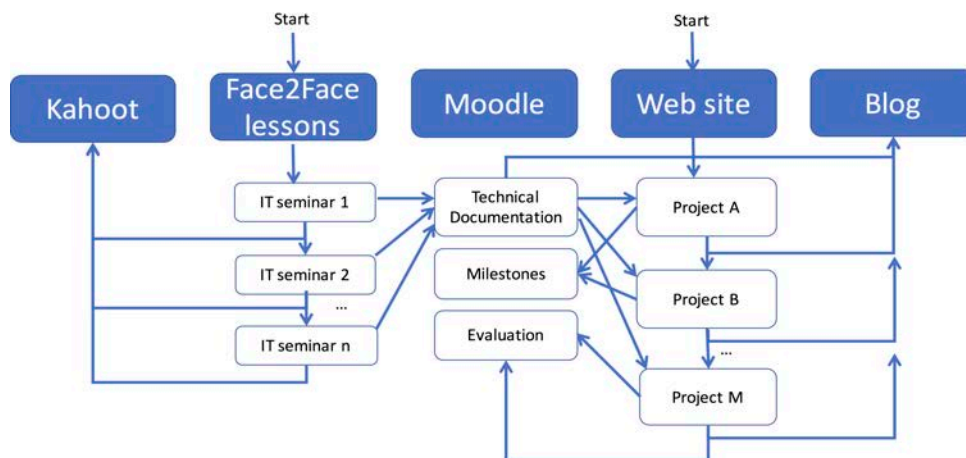 Start
Start
Kahoot
Face2Face
lessons
Moodle
Web site
Blog
IT seminar 1
Technical
Documentation
Project A
IT seminar 2
Milestones
Project B
...
IT seminar n
Evaluation
...
Project M